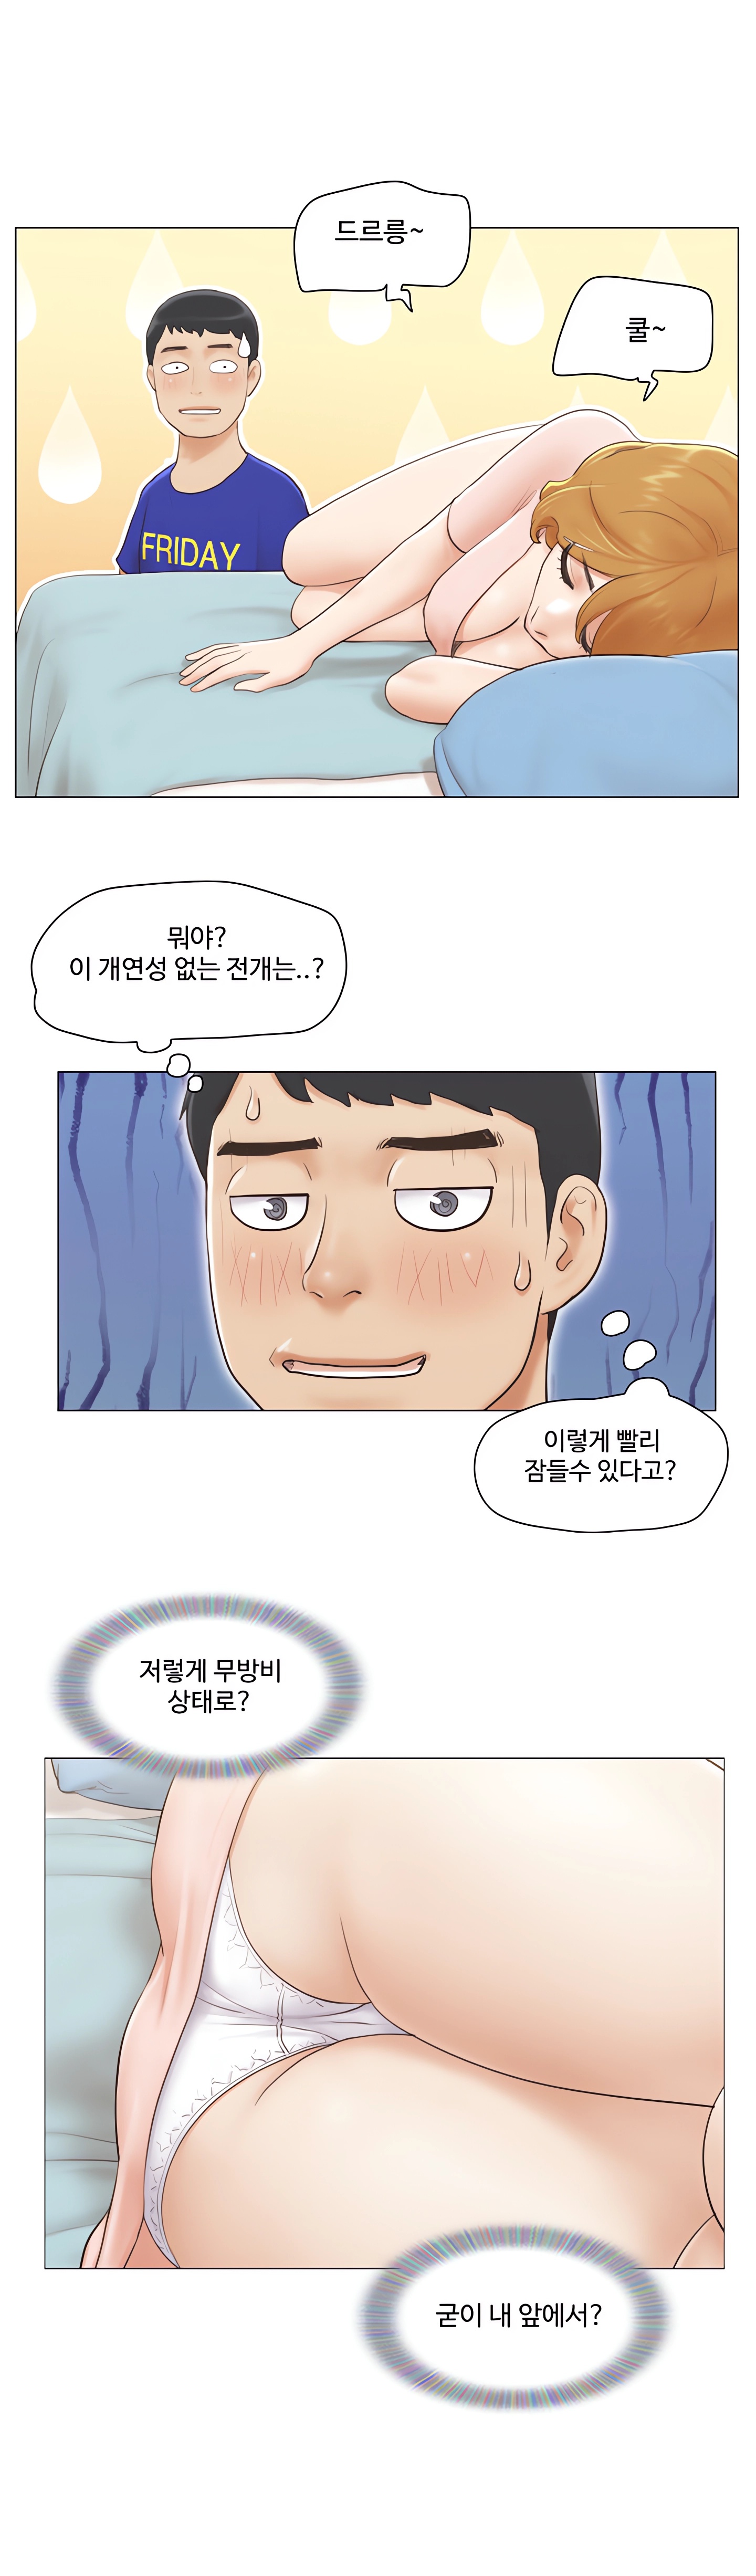 드르릉~
쿨~
FRIDAY
뭐야?
이 개연성 없는 전개는..?
이렇게 빨리
잠들수 있다고?
저렇게 무방비
상태로?
굳이 내 앞에서?